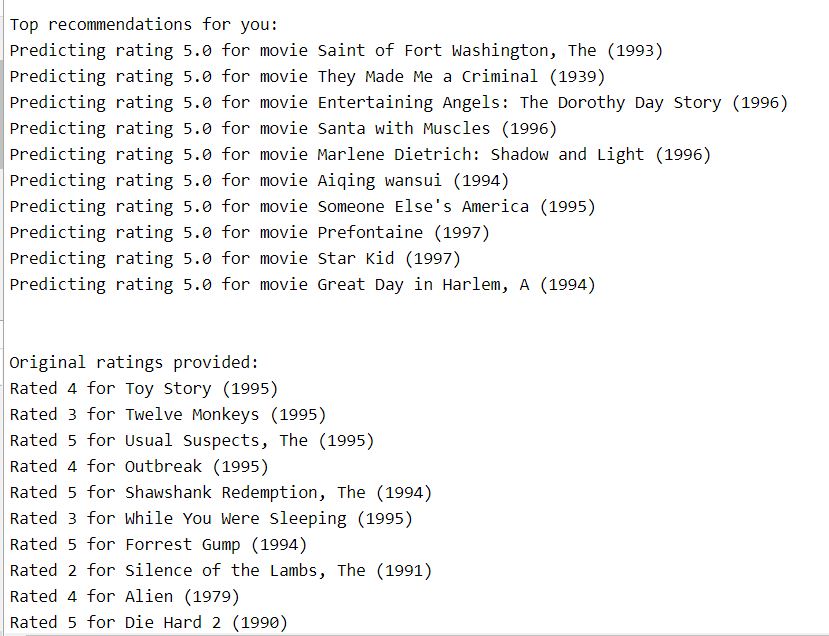 Top recommendations for you:
Predicting rating 5.0 for movie Saint of Fort Washington, The (1993)
Predicting rating 5.0 for movie They Made Me a Criminal (1939)
Predicting rating 5.0 for movie Entertaining Angels: The Dorothy Day Story (1996)
Predicting rating 5.0 for movie Santa with Muscles (1996)
Predicting rating 5.0 for movie Marlene Dietrich: Shadow and Light (1996)
Predicting rating 5.0 for movie Aiqing wansui (1994)
Predicting rating 5.0 for movie Someone Else's America (1995)
Predicting rating 5.0 for movie Prefontaine (1997)
Predicting rating 5.0 for movie Star Kid (1997)
Predicting rating 5.0 for movie Great Day in Harlem, A (1994)
Original ratings provided:
Rated 4 for Toy Story (1995)
Rated 3 for Twelve Monkeys (1995)
Rated 5 for Usual Suspects, The (1995)
Rated 4 for Outbreak (1995)
Rated 5 for Shawshank Redemption, The (1994)
Rated 3 for While You Were Sleeping (1995)
Rated 5 for Forrest Gump (1994)
Rated 2 for Silence of the Lambs, The (1991)
Rated 4 for Alien (1979)
Rated 5 for Die Hard 2 (1990)